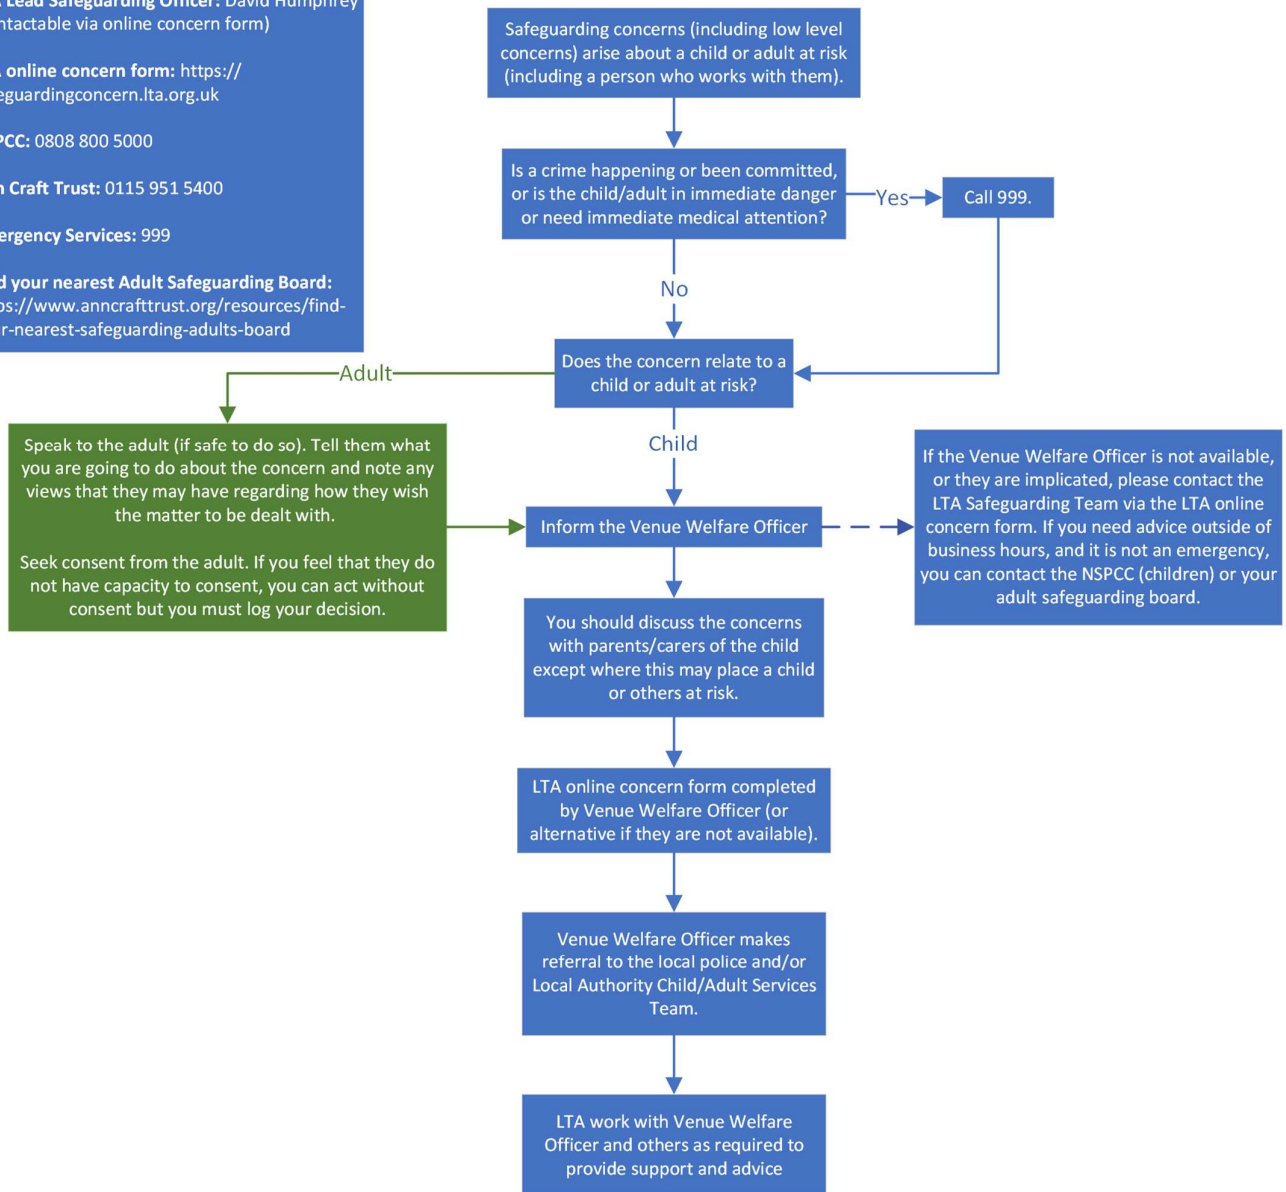 Lead Safeguarding Officer: David Humphrey
ntactable via online concern form)
online concern form: https://
eguardingconcern.lta.org.uk
PCC: 0808 800 5000
n Craft Trust: 0115 951 5400
ergency Services: 999
d your nearest Adult Safeguarding Board:
ps://www.anncrafttrust.org/resources/find-
r-nearest-safeguarding-adults-board
Safeguarding concerns (including low level
concerns) arise about a child or adult at risk
(including a person who works with them).
Is a crime happening or been committed,
or is the child/adult in immediate danger
or need immediate medical attention?
Yes
Call 999.
No
Does the concern relate to a
child or adult at risk?
Adult
Speak to the adult (if safe to do so). Tell them what
you are going to do about the concern and note any
views that they may have regarding how they wish
the matter to be dealt with.
Seek consent from the adult. If you feel that they do
not have capacity to consent, you can act without
consent but you must log your decision.
Child
Inform the Venue Welfare Officer
If the Venue Welfare Officer is not available,
or they are implicated, please contact the
LTA Safeguarding Team via the LTA online
concern form. If you need advice outside of
business hours, and it is not an emergency,
you can contact the NSPCC (children) or your
adult safeguarding board.
You should discuss the concerns
with parents/carers of the child
except where this may place a child
or others at risk.
LTA online concern form completed
by Venue Welfare Officer (or
alternative if they are not available).
Venue Welfare Officer makes
referral to the local police and/or
Local Authority Child/Adult Services
Team.
LTA work with Venue Welfare
Officer and others as required to
provide support and advice